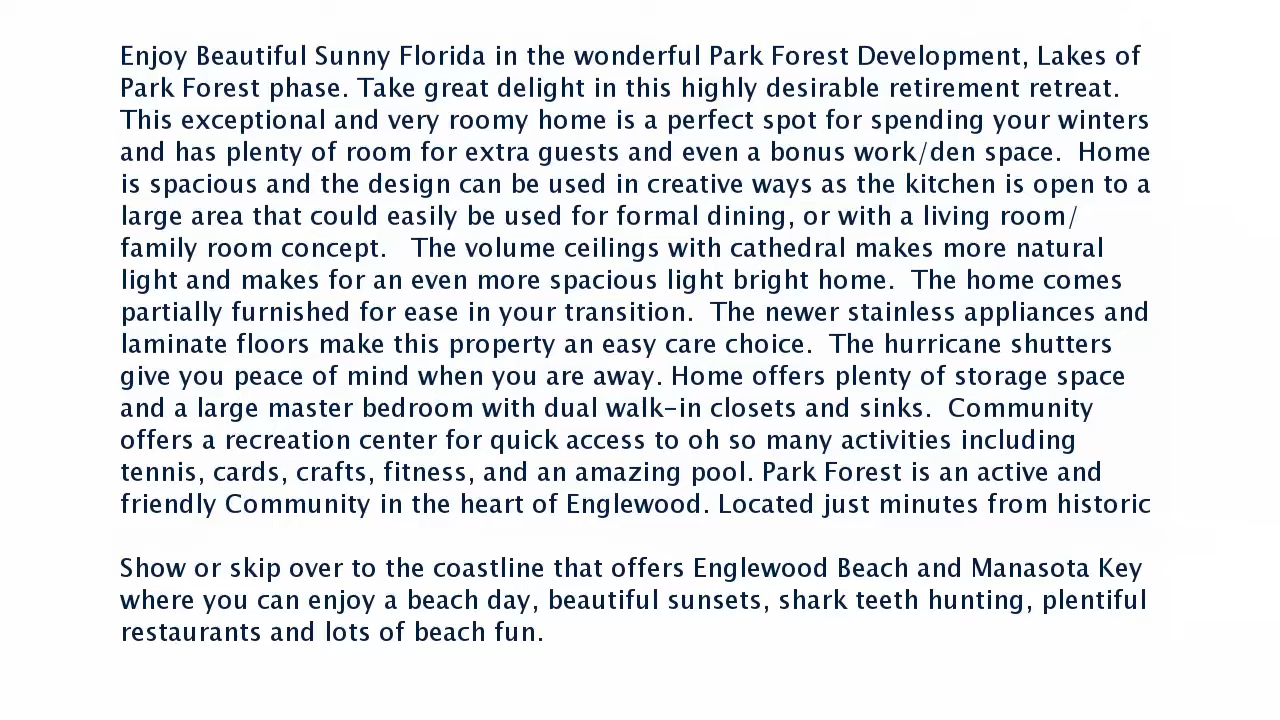 Enjoy Beautiful Sunny Florida in the wonderful Park Forest Development, Lakes of
Park Forest phase. Take great delight in this highly desirable retirement retreat.
This exceptional and very roomy home is a perfect spot for spending your winters
and has plenty of room for extra guests and even a bonus work/den space.  Home
is spacious and the design can be used in creative ways as the kitchen is open to a
large area that could easily be used for formal dining, or with a living room/
family room concept.   The volume ceilings with cathedral makes more natural
light and makes for an even more spacious light bright home.  The home comes
partially furnished for ease in your transition.  The newer stainless appliances and
laminate floors make this property an easy care choice.  The hurricane shutters
give you peace of mind when you are away. Home offers plenty of storage space
and a large master bedroom with dual walk-in closets and sinks.  Community
offers a recreation center for quick access to oh so many activities including
tennis, cards, crafts, fitness, and an amazing pool. Park Forest is an active and
friendly Community in the heart of Englewood. Located just minutes from historic
Show or skip over to the coastline that offers Englewood Beach and Manasota Key
where you can enjoy a beach day, beautiful sunsets, shark teeth hunting, plentiful
restaurants and lots of beach fun.